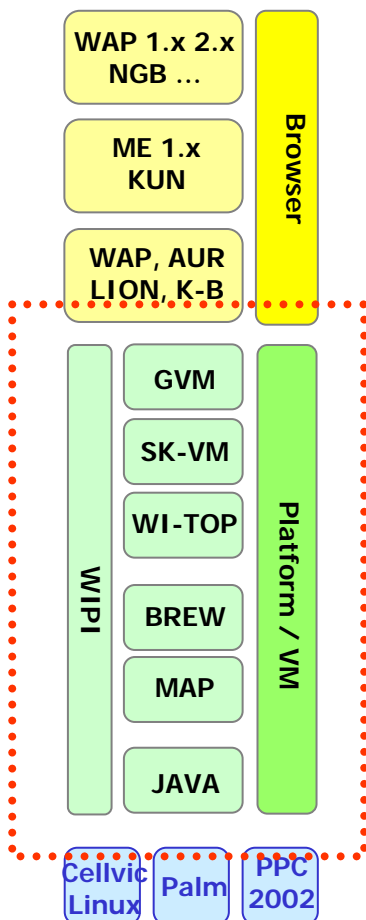 WAP 1.x 2.x
NGB ...
ME 1.x
KUN
WAP, AUR
LION, K-B
Browser
WIPI
GVM
SK-VM
WI-TOP
BREW
MAP
JAVA
Platform / VM
Cellvic
Linux
Palm
PPC
2002